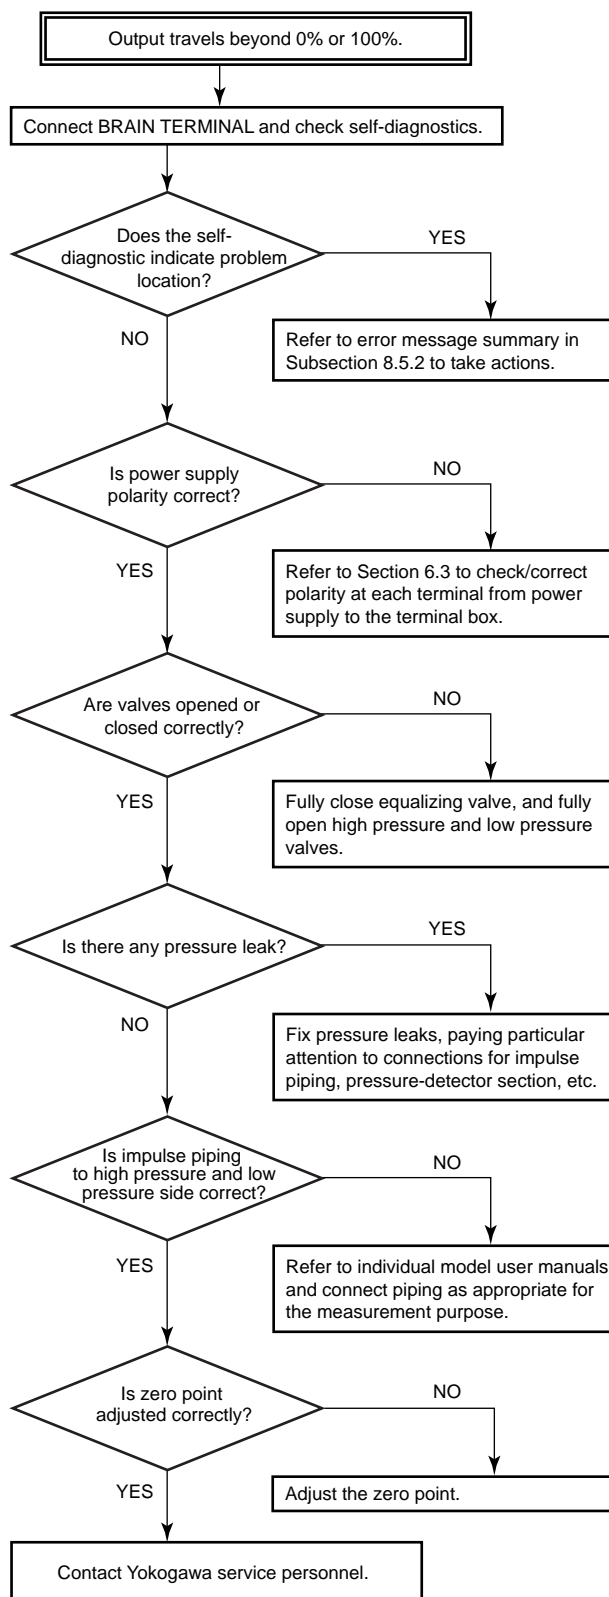 Output travels beyond 0% or 100%.
Connect BRAIN TERMINAL and check self-diagnostics.
Does the self-
diagnostic indicate problem
location?
YES
NO
Refer to error message summary in
Subsection 8.5.2 to take actions.
Is power supply
polarity correct?
NO
YES
Refer to Section 6.3 to check/correct
polarity at each terminal from power
supply to the terminal box.
Are valves opened or
closed correctly?
NO
YES
Fully close equalizing valve, and fully
open high pressure and low pressure
valves.
Is there any pressure leak?
YES
NO
Fix pressure leaks, paying particular
attention to connections for impulse
piping, pressure-detector section, etc.
Is impulse piping
to high pressure and low
pressure side correct?
NO
YES
Refer to individual model user manuals
and connect piping as appropriate for
the measurement purpose.
Is zero point
adjusted correctly?
NO
YES
Adjust the zero point.
Contact Yokogawa service personnel.